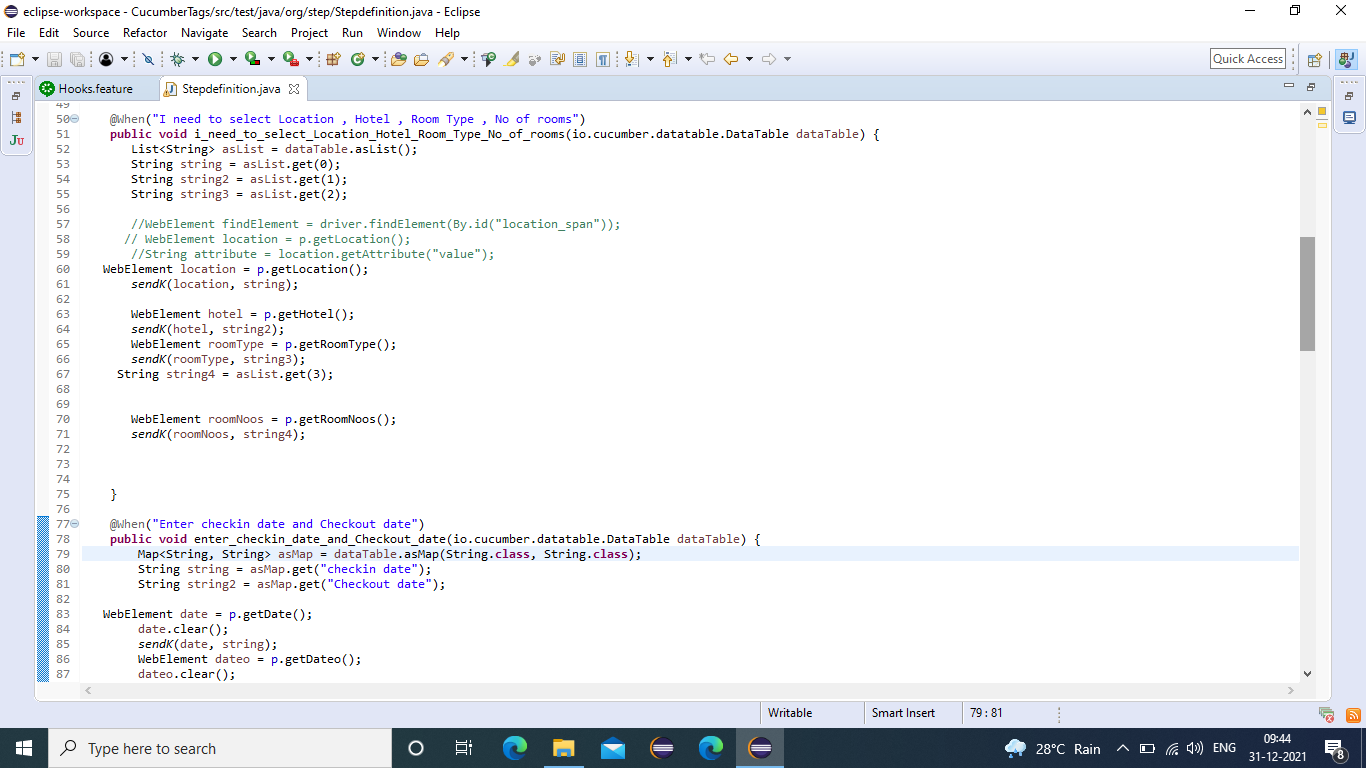 eclipse-workspace - CucumberTags/src/test/java/org/step/Stepdefinition.java - Eclipse
File Edit Source Refactor Navigate Search Project Run Window Help
Quick Access
Hooks.feature Stepdefinition.java
49
50 @When("I need to select Location , Hotel , Room Type , No of rooms")
51 public void i_need_to_select_Location_Hotel_Room_Type_No_of_rooms(io.cucumber.datatable.DataTable dataTable) {
52 List<String> asList = dataTable.asList();
53 String string = asList.get(0);
54 String string2 = asList.get(1);
55 String string3 = asList.get(2);
56
57 //WebElement findElement = driver.findElement(By.id("location_span"));
58 // WebElement location = p.getLocation();
59 //String attribute = location.getAttribute("value");
60 WebElement location = p.getLocation();
61 sendK(location, string);
62
63 WebElement hotel = p.getHotel();
64 sendK(hotel, string2);
65 WebElement roomType = p.getRoomType();
66 sendK(roomType, string3);
67 String string4 = asList.get(3);
68
69
70 WebElement roomNoos = p.getRoomNoos();
71 sendK(roomNoos, string4);
72
73
74
75 }
76
77 @When("Enter checkin date and Checkout date")
78 public void enter_checkin_date_and_Checkout_date(io.cucumber.datatable.DataTable dataTable) {
79 Map<String, String> asMap = dataTable.asMap(String.class, String.class);
80 String string = asMap.get("checkin date");
81 String string2 = asMap.get("Checkout date");
82
83 WebElement date = p.getDate();
84 date.clear();
85 sendK(date, string);
86 WebElement dateo = p.getDateo();
87 dateo.clear();
Writable Smart Insert 79 : 81
Type here to search
28°C Rain ENG 09:44
31-12-2021 8